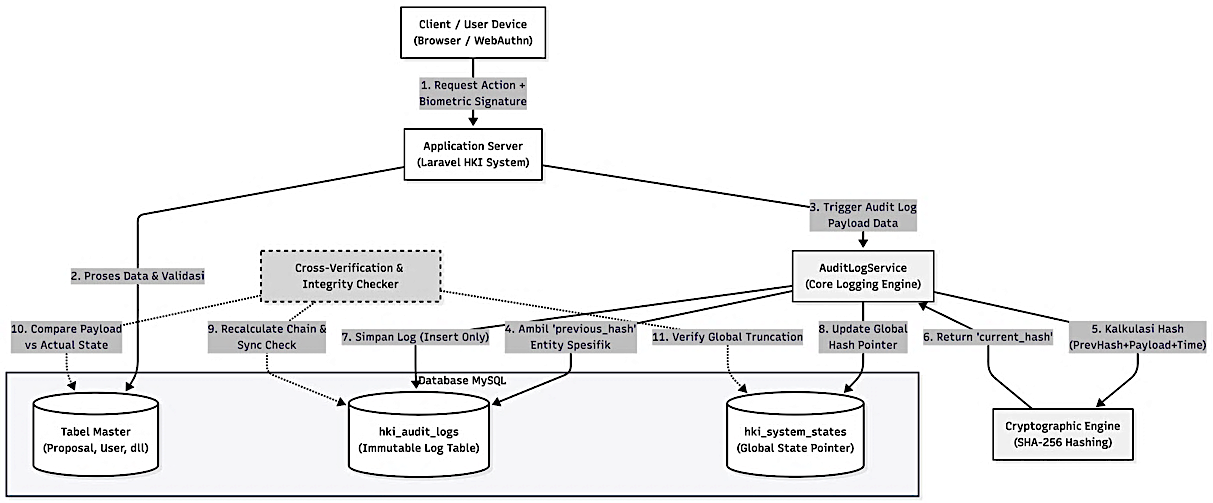 Client / User Device
(Browser / WebAuthn)
1. Request Action +
Biometric Signature
Application Server
(Laravel HKI System)
3. Trigger Audit Log
Payload Data
2. Proses Data & Validasi
Cross-Verification &
Integrity Checker
AuditLogService
(Core Logging Engine)
10. Compare Payload
vs Actual State
9. Recalculate Chain &
Sync Check
7. Simpan Log (Insert Only)
4. Ambil 'previous_hash'
Entity Spesifik
11. Verify Global Truncation
8. Update Global
Hash Pointer
6. Return 'current_hash'
5. Kalkulasi Hash
(PrevHash+Payload+Time)
Database MySQL
Tabel Master
(Proposal, User, dll)
hki_audit_logs
(Immutable Log Table)
hki_system_states
(Global State Pointer)
Cryptographic Engine
(SHA-256 Hashing)